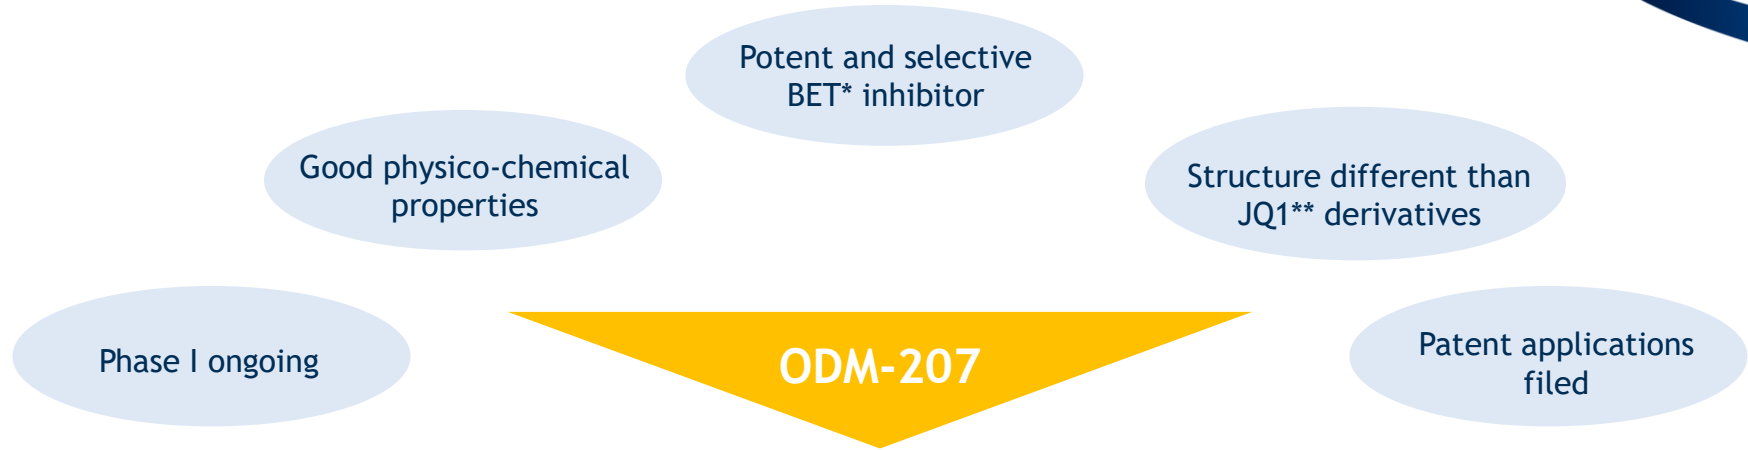 Potent and selective
BET* inhibitor
Good physico-chemical
properties
Structure different than
JQ1** derivatives
Phase I ongoing
ODM-207
Patent applications
filed